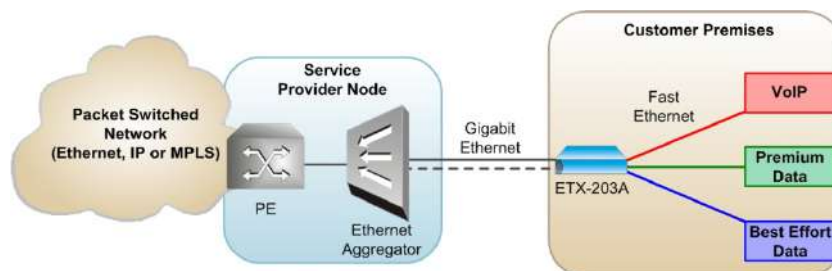 Packet Switched
Network
(Ethernet, IP or MPLS)
Service
Provider Node
PE
Ethernet
Aggregator
Gigabit
Ethernet
Customer Premises
ETX-203A
Fast
Ethernet
VoIP
Premium
Data
Best Effort
Data